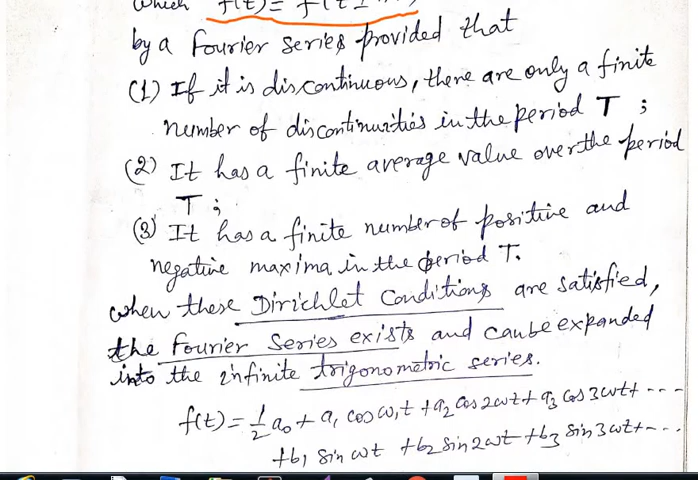 which f(t) = f(t ±
by a Fourier series provided that
(1) If it is discontinuous, there are only a finite
number of discontinuities in the period T ;
(2) It has a finite average value over the period
T ;
(3) It has a finite number of positive and
negative maxima in the period T.
when these Dirichlet Conditions are satisfied,
the Fourier Series exists and can be expanded
into the infinite trigonometric series.
f(t) = 1/2 a₀ + a₁ cos ω₁t + a₂ cos 2ωt + a₃ cos 3ωt + ----
+b₁ sin ωt +b₂ sin 2ωt +b₃ sin 3ωt + ---.